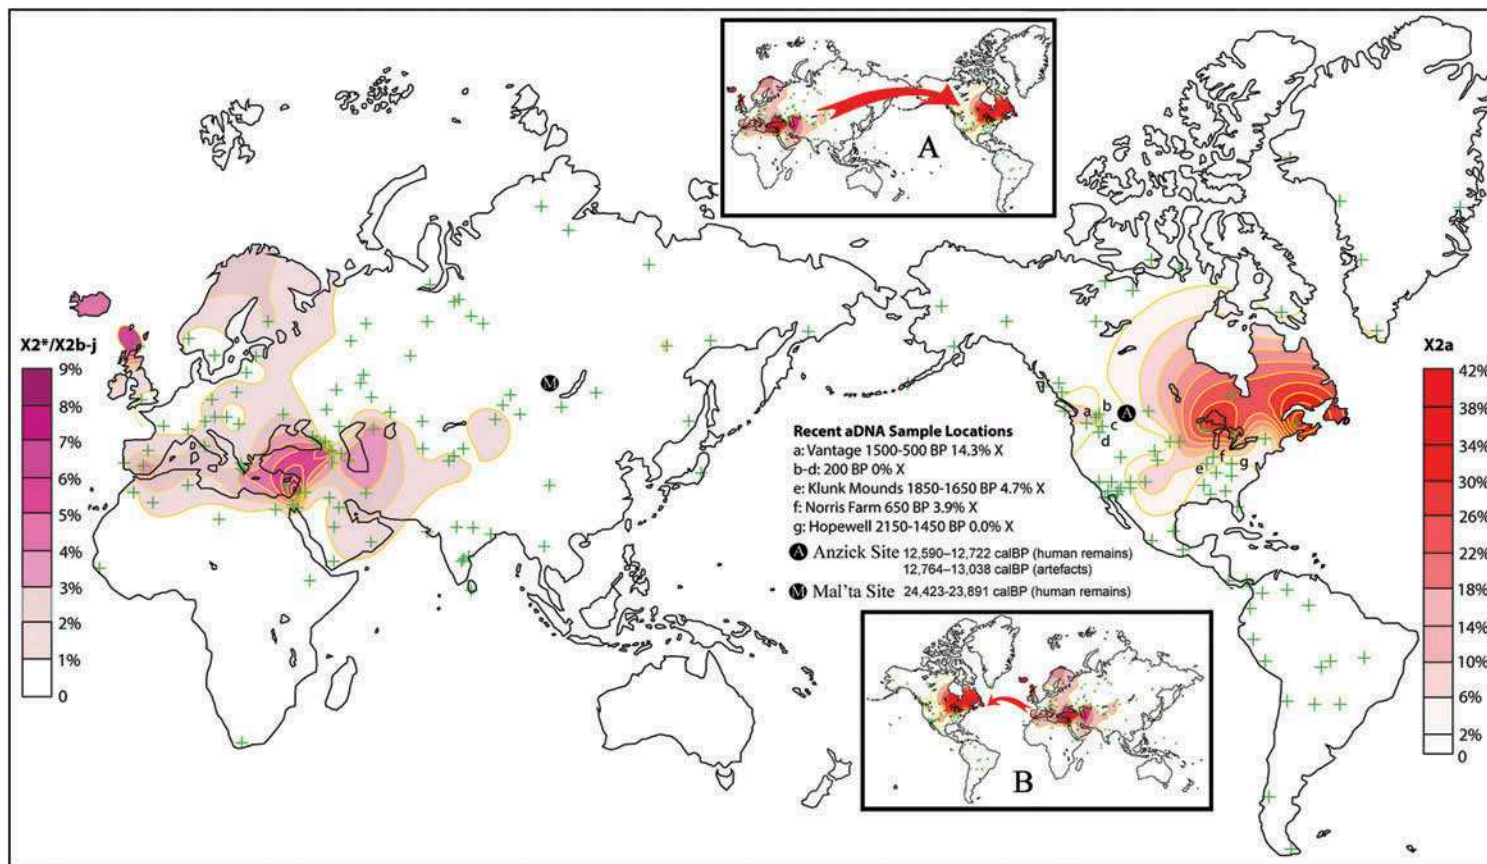 A
X2*/X2b-j
9%
8%
7%
6%
5%
4%
3%
2%
1%
0
M
a
b
c
d
A
e
f
g
Recent aDNA Sample Locations
a: Vantage 1500-500 BP 14.3% X
b-d: 200 BP 0% X
e: Klunk Mounds 1850-1650 BP 4.7% X
f: Norris Farm 650 BP 3.9% X
g: Hopewell 2150-1450 BP 0.0% X
A Anzick Site 12,590–12,722 calBP (human remains)
12,764–13,038 calBP (artefacts)
M Mal'ta Site 24,423-23,891 calBP (human remains)
X2a
42%
38%
34%
30%
26%
22%
18%
14%
10%
6%
2%
0
B